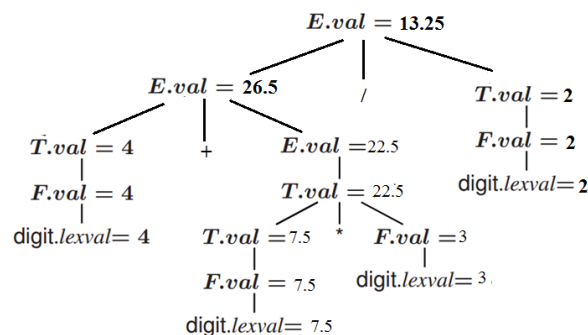 E.val = 13.25
E.val = 26.5 / T.val = 2
T.val = 4 + E.val =22.5 F.val = 2
F.val = 4 T.val = 22.5 digit.lexval= 2
digit.lexval= 4 T.val =7.5 * F.val =3
F.val = 7.5 digit.lexval= 3
digit.lexval= 7.5